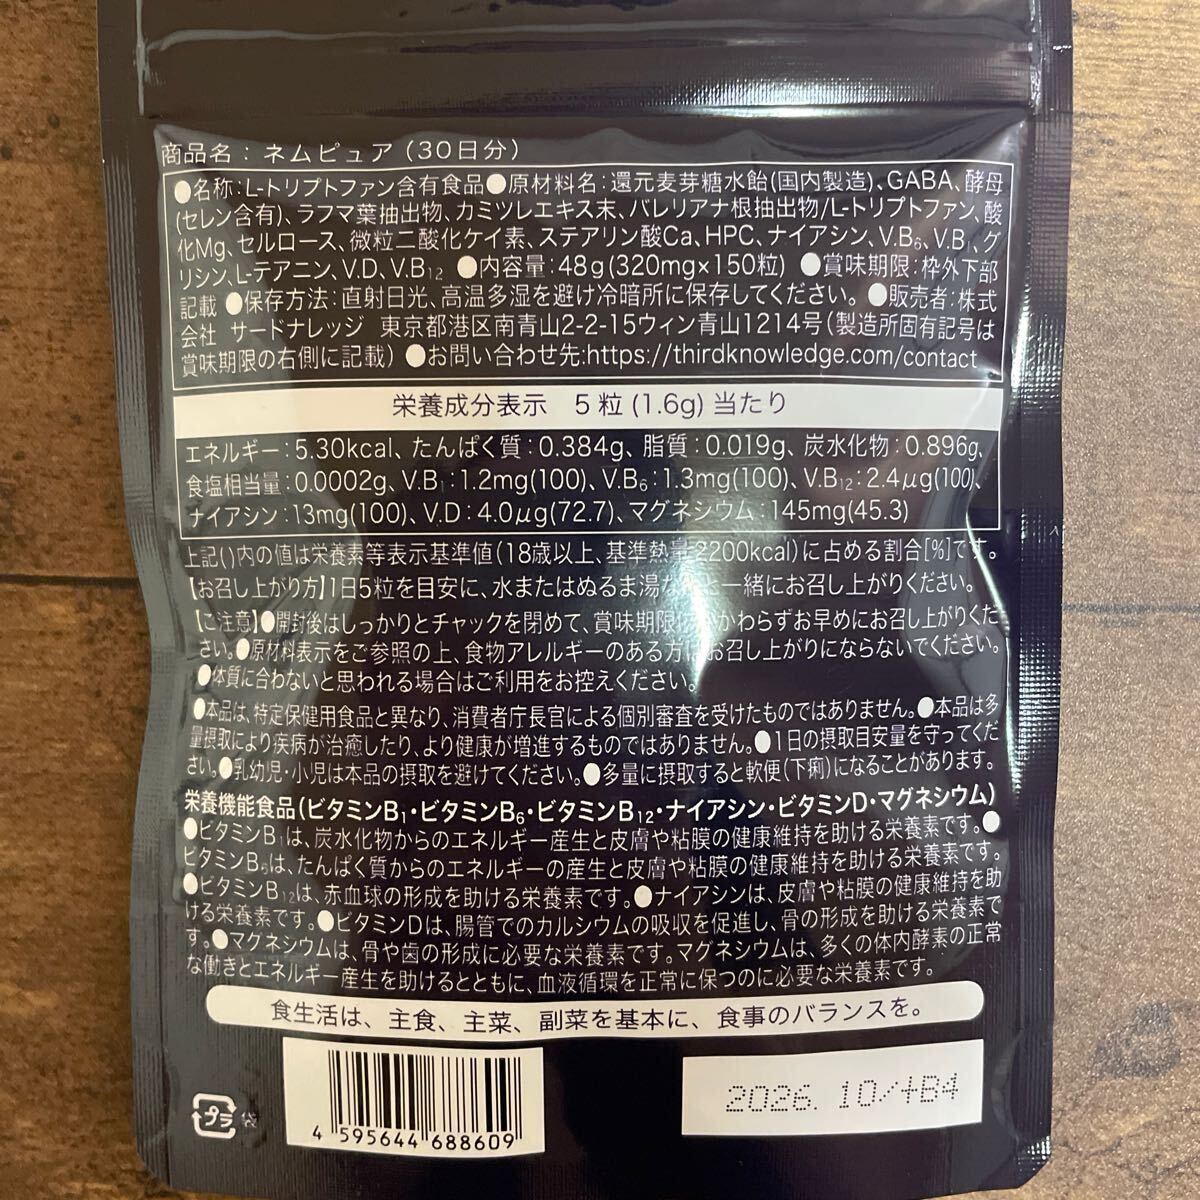 商品名：ネムピュア（30日分）
●名称：L-トリプトファン含有食品●原材料名：還元麦芽糖水飴(国内製造)、GABA、酵母
(セレン含有)、ラフマ葉抽出物、カミツレエキス末、バレリアナ根抽出物/L-トリプトファン、酸
化Mg、セルロース、微粒二酸化ケイ素、ステアリン酸Ca、HPC、ナイアシン、V.B₆、V.B₁、グ
リシン、L-テアニン、V.D、V.B₁₂ ●内容量：48g(320mg×150粒) ●賞味期限：枠外下部
記載 ●保存方法：直射日光、高温多湿を避け冷暗所に保存してください。 ●販売者：株式
会社 サードナレッジ 東京都港区南青山2-2-15ウィン青山1214号(製造所固有記号は
賞味期限の右側に記載) ●お問い合わせ先:https://thirdknowledge.com/contact
栄養成分表示 5粒(1.6g)当たり
エネルギー：5.30kcal、たんぱく質：0.384g、脂質：0.019g、炭水化物：0.896g、
食塩相当量：0.0002g、V.B₁：1.2mg(100)、V.B₆：1.3mg(100)、V.B₁₂：2.4μg(100)、
ナイアシン：13mg(100)、V.D：4.0μg(72.7)、マグネシウム：145mg(45.3)
上記()内の値は栄養素等表示基準値(18歳以上、基準熱量2200kcal)に占める割合[%]です。
【お召し上がり方】1日5粒を目安に、水またはぬるま湯などと一緒にお召し上がりください。
【ご注意】●開封後はしっかりとチャックを閉めて、賞味期限にかかわらずお早めにお召し上がりくだ
さい。●原材料表示をご参照の上、食物アレルギーのある方はお召し上がりにならないでください。
●体質に合わないと思われる場合はご利用をお控えください。
●本品は、特定保健用食品と異なり、消費者庁長官による個別審査を受けたものではありません。●本品は多
量摂取により疾病が治癒したり、より健康が増進するものではありません。●1日の摂取目安量を守ってくだ
さい。●乳幼児・小児は本品の摂取を避けてください。●多量に摂取すると軟便(下痢)になることがあります。
栄養機能食品(ビタミンB₁・ビタミンB₆・ビタミンB₁₂・ナイアシン・ビタミンD・マグネシウム)
●ビタミンB₁は、炭水化物からのエネルギー産生と皮膚や粘膜の健康維持を助ける栄養素です。●
ビタミンB₆は、たんぱく質からのエネルギーの産生と皮膚や粘膜の健康維持を助ける栄養素です。
●ビタミンB₁₂は、赤血球の形成を助ける栄養素です。●ナイアシンは、皮膚や粘膜の健康維持を助
ける栄養素です。●ビタミンDは、腸管でのカルシウムの吸収を促進し、骨の形成を助ける栄養素で
す。●マグネシウムは、骨や歯の形成に必要な栄養素です。マグネシウムは、多くの体内酵素の正常
な働きとエネルギー産生を助けるとともに、血液循環を正常に保つのに必要な栄養素です。
食生活は、主食、主菜、副菜を基本に、食事のバランスを。
プラ 袋
4 595644 688609
2026. 10/+B4